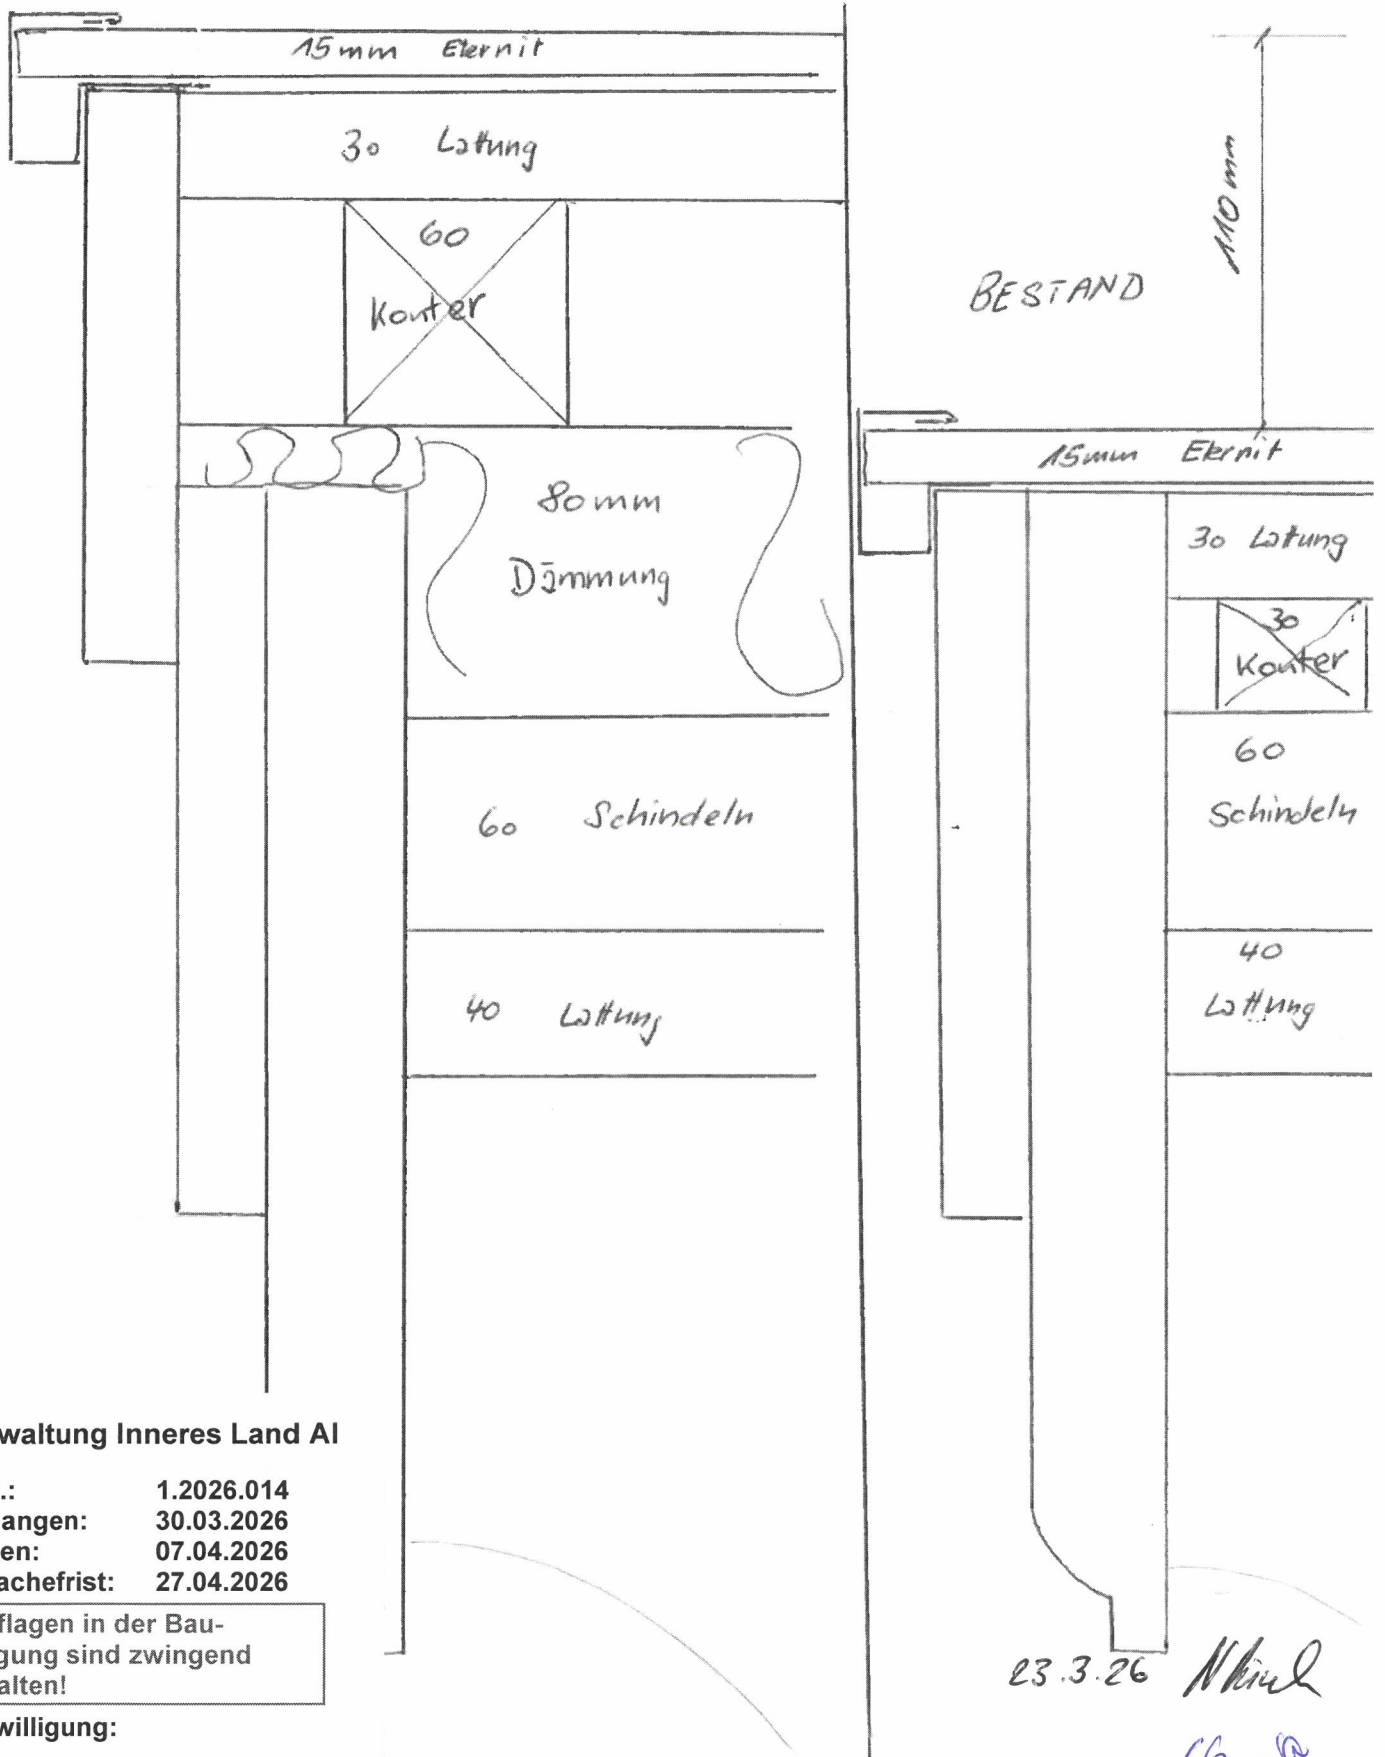 15mm Eternit
30 Lattung
60
Konter
80mm
Dämmung
60 Schindeln
40 Lattung
110mm
BESTAND
15mm Eternit
30 Lattung
30
Konter
60
Schindeln
40
Lattung
23.3.26
waltung Inneres Land AI
.: 1.2026.014
angen: 30.03.2026
en: 07.04.2026
achefrist: 27.04.2026
flagen in der Bau-
gung sind zwingend
alten!
willigung: